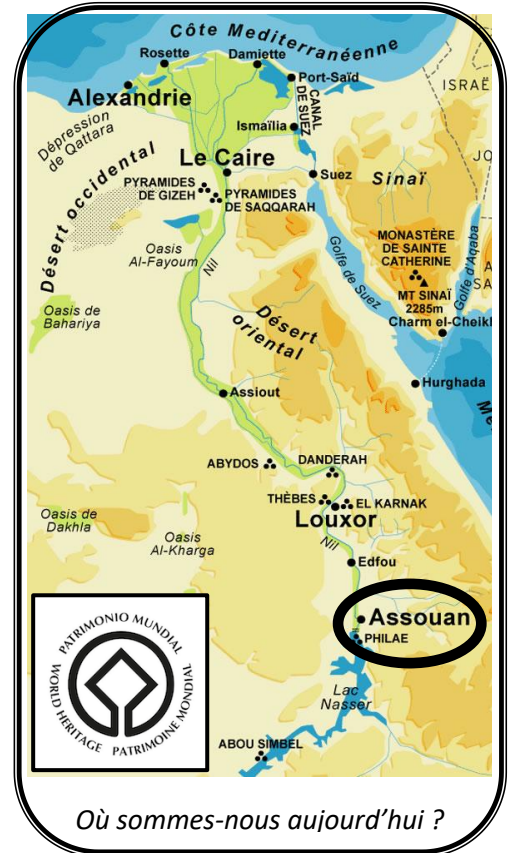 Côte Mediterranéenne
Rosette
Damiette
Port-Saïd
Alexandrie
CANAL
DE SUEZ
ISRAË
Dépression
de Qattara
Ismaïlia
Désert occidental
Le Caire
JO
PYRAMIDES
DE GIZEH
PYRAMIDES
DE SAQQARAH
Suez
Sinaï
MONASTÈRE
DE SAINTE
CATHERINE
Oasis
Al-Fayoum
Nil
Golfe de Suez
Golfe d'Aqaba
A
SA
MT SINAÏ
2285m
Charm el-Cheikh
Oasis de
Bahariya
Désert
oriental
Hurghada
Me
Assiout
ABYDOS
DANDERAH
THÈBES
EL KARNAK
Louxor
Oasis de
Dakhla
Oasis
Al-Kharga
Nil
Edfou
Assouan
PHILAE
PATRIMONIO MUNDIAL
WORLD HERITAGE
PATRIMOINE MONDIAL
Lac
Nasser
ABOU SIMBEL
Où sommes-nous aujourd'hui ?